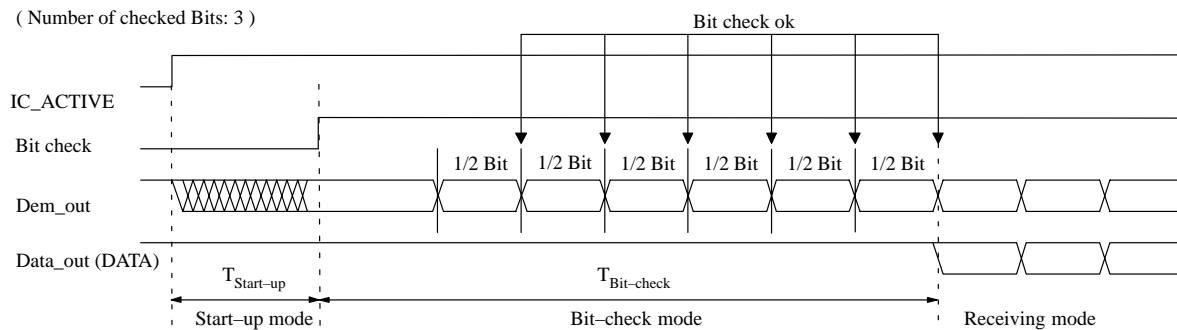 ( Number of checked Bits: 3 )
Bit check ok
IC_ACTIVE
Bit check
1/2 Bit 1/2 Bit 1/2 Bit 1/2 Bit 1/2 Bit 1/2 Bit
Dem_out
Data_out (DATA)
TStart–up TBit–check
Start–up mode Bit–check mode Receiving mode